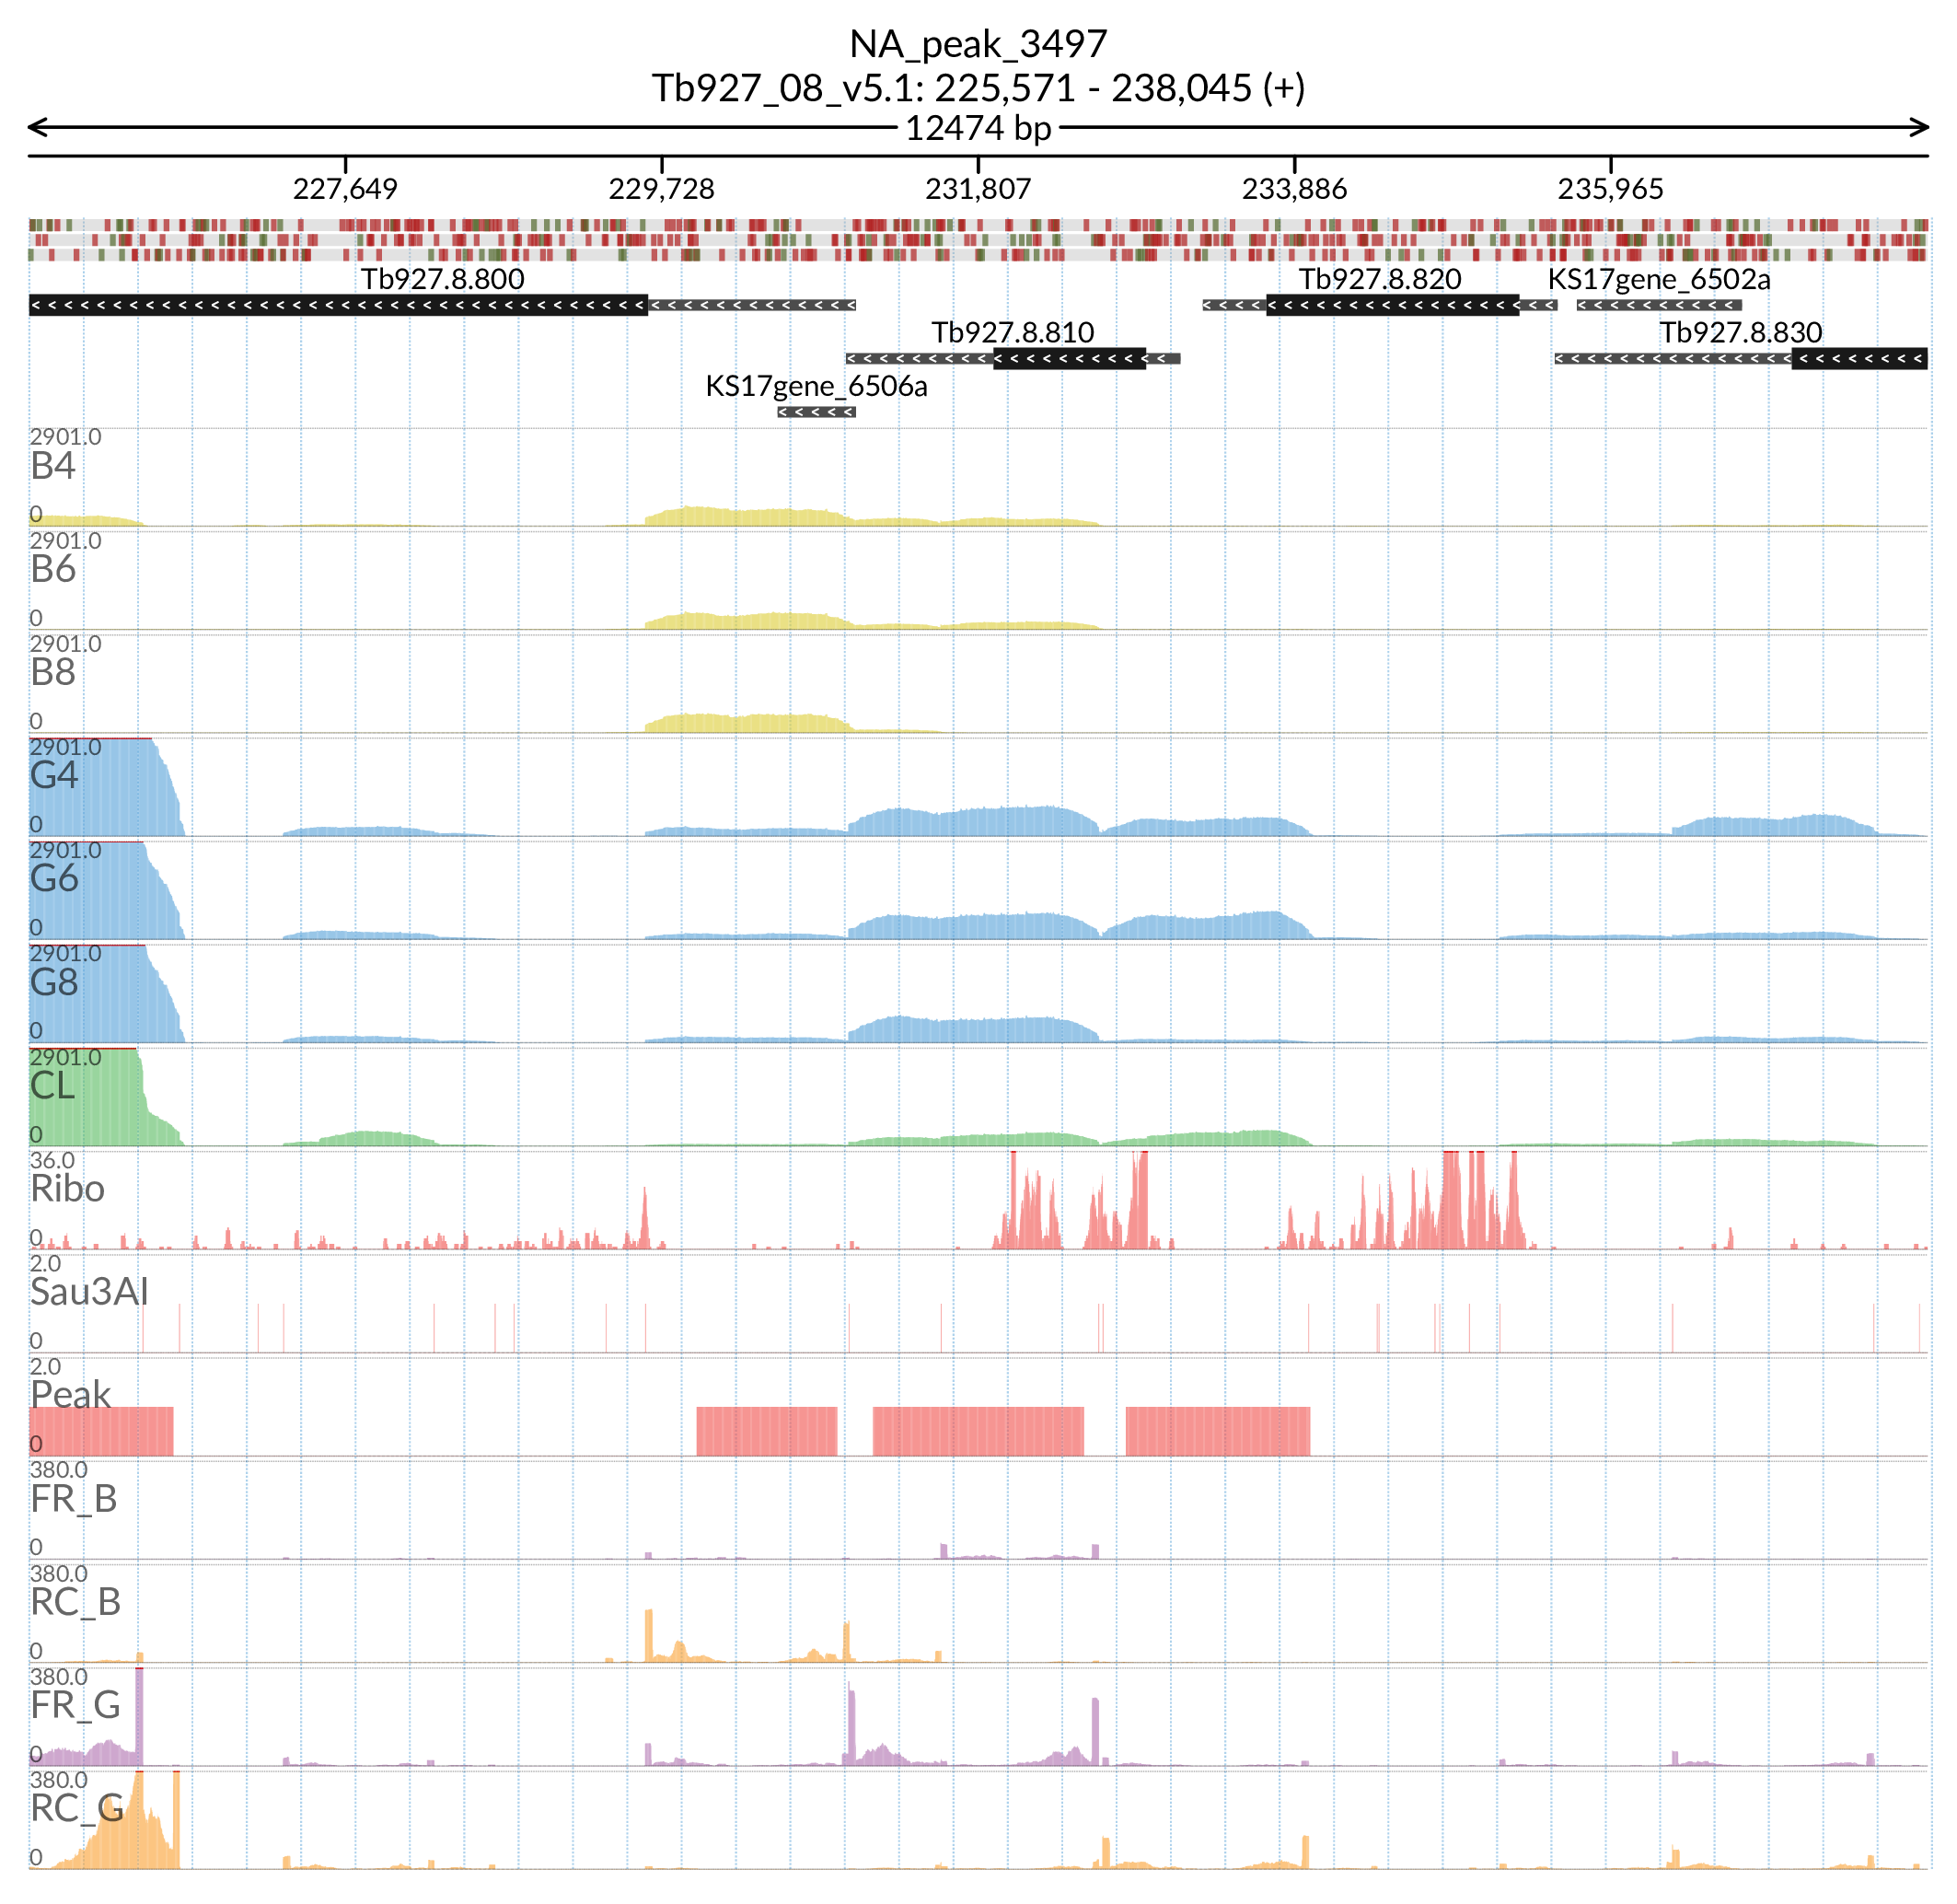 NA_peak_3497
Tb927_08_v5.1: 225,571 - 238,045 (+)
12474 bp
227,649 229,728 231,807 233,886 235,965
Tb927.8.800 Tb927.8.820 KS17gene_6502a
Tb927.8.810 Tb927.8.830
KS17gene_6506a
2901.0
B4
0
2901.0
B6
0
2901.0
B8
0
2901.0
G4
0
2901.0
G6
0
2901.0
G8
0
2901.0
CL
0
36.0
Ribo
0
2.0
Sau3AI
0
2.0
Peak
0
380.0
FR_B
0
380.0
RC_B
0
380.0
FR_G
0
380.0
RC_G
0